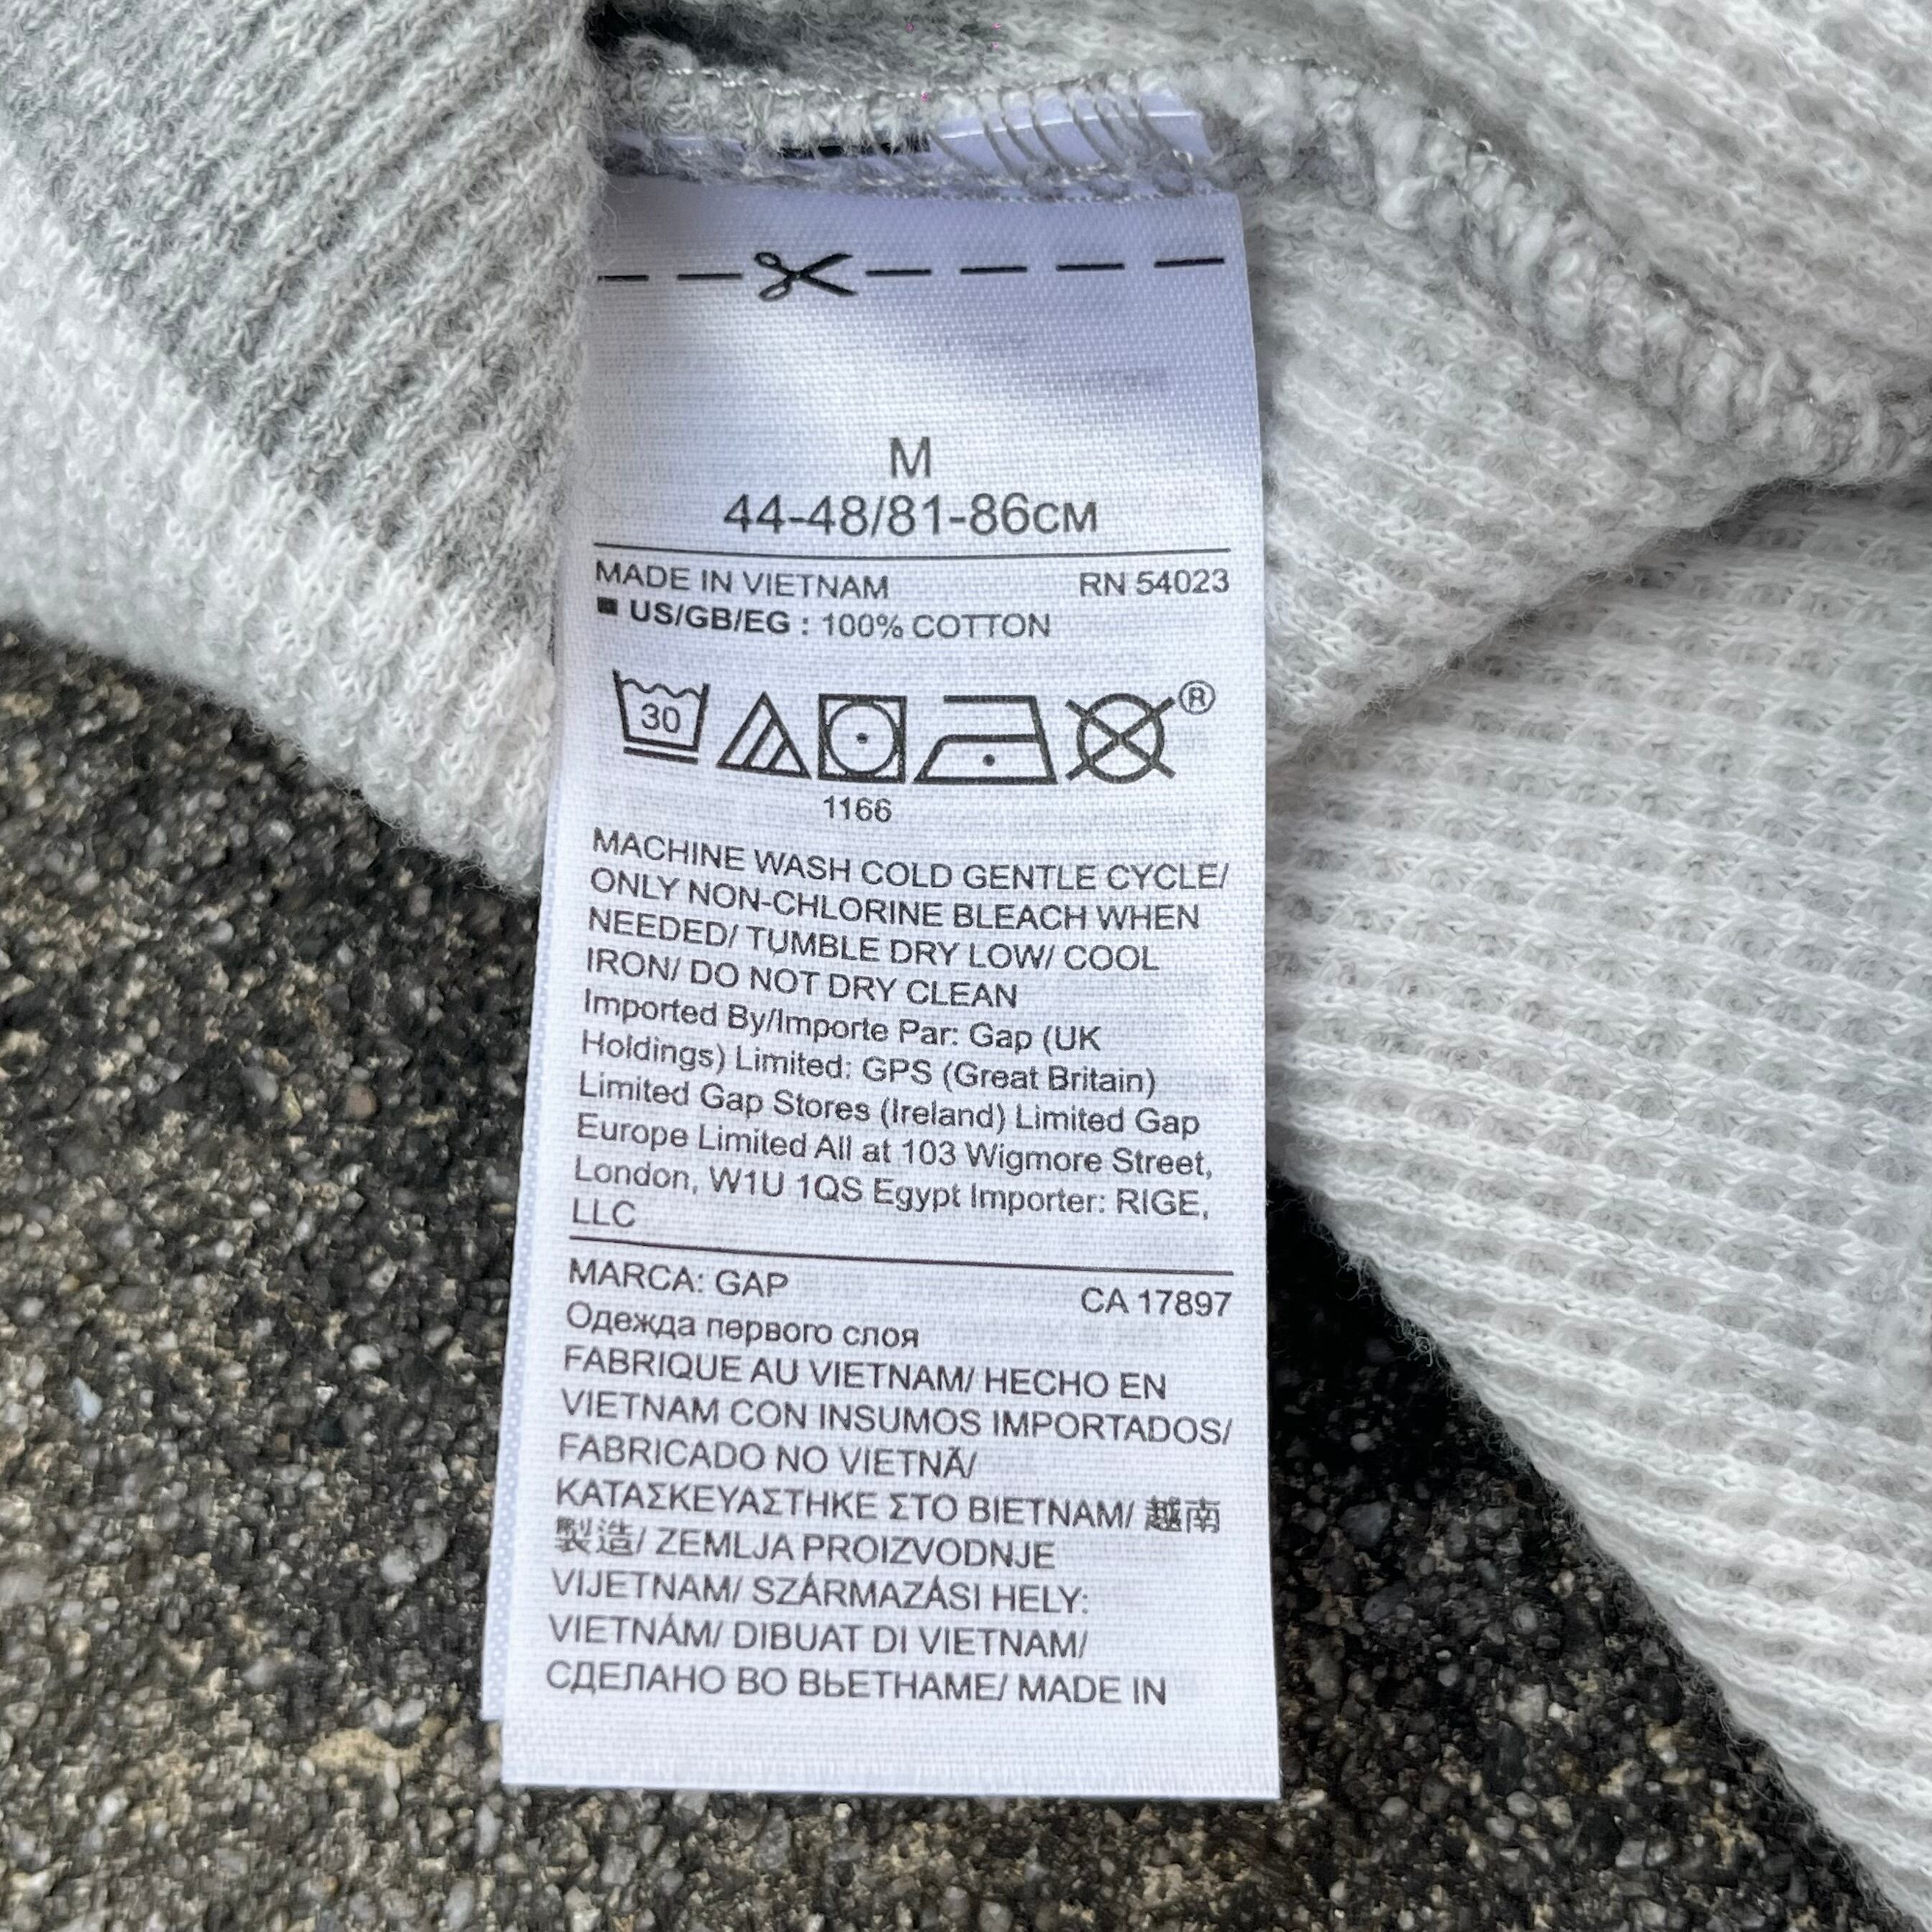 M
44-48/81-86CM
MADE IN VIETNAM RN 54023
US/GB/EG : 100% COTTON
30 ®
1166
MACHINE WASH COLD GENTLE CYCLE/
ONLY NON-CHLORINE BLEACH WHEN
NEEDED/ TUMBLE DRY LOW/ COOL
IRON/ DO NOT DRY CLEAN
Imported By/Importe Par: Gap (UK
Holdings) Limited: GPS (Great Britain)
Limited Gap Stores (Ireland) Limited Gap
Europe Limited All at 103 Wigmore Street,
London, W1U 1QS Egypt Importer: RIGE,
LLC
MARCA: GAP CA 17897
Одежда первого слоя
FABRIQUE AU VIETNAM/ HECHO EN
VIETNAM CON INSUMOS IMPORTADOS/
FABRICADO NO VIETNÃ/
ΚΑΤΑΣΚΕΥΑΣΤΗΚΕ ΣΤΟ ΒΙΕΤΝΑΜ/ 越南
製造/ ZEMLJA PROIZVODNJE
VIJETNAM/ SZÁRMAZÁSI HELY:
VIETNÁM/ DIBUAT DI VIETNAM/
СДЕЛАНО ВО ВЬЕТНАМЕ/ MADE IN